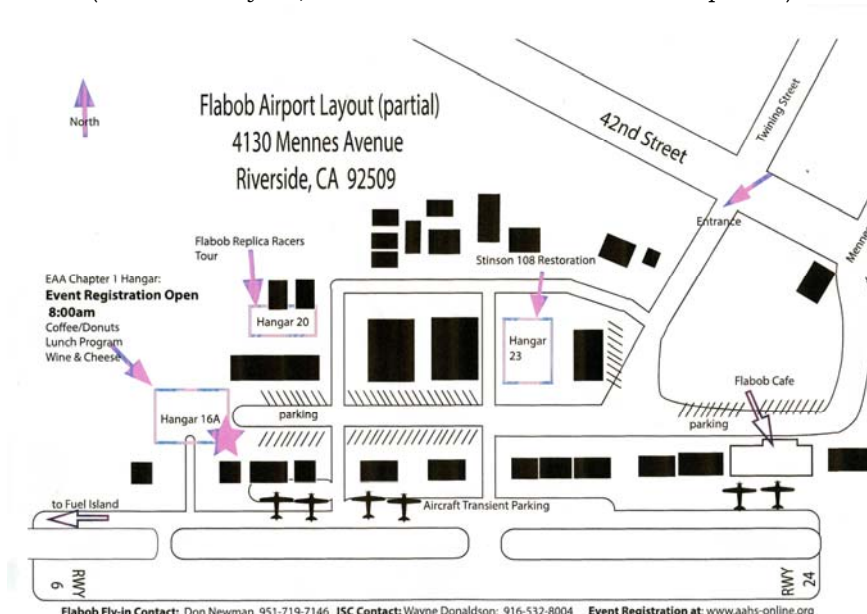 Flabob Airport Layout (partial)
4130 Mennes Avenue
Riverside, CA 92509
North
42nd Street
Twining Street
Entrance
Flabob Replica Racers
Tour
Stinson 108 Restoration
EAA Chapter 1 Hangar:
Event Registration Open
8:00am
Coffee/Donuts
Lunch Program
Wine & Cheese
Hangar 20
Hangar
23
Flabob Cafe
Hangar 16A
parking
parking
to Fuel Island
Aircraft Transient Parking
6
RWY
RWY
24
Flabob Fly-in Contact: Don Newman 951-719-7146 JSC Contact: Wayne Donaldson: 916-532-8004 Event Registration at: www.aahs-online.org